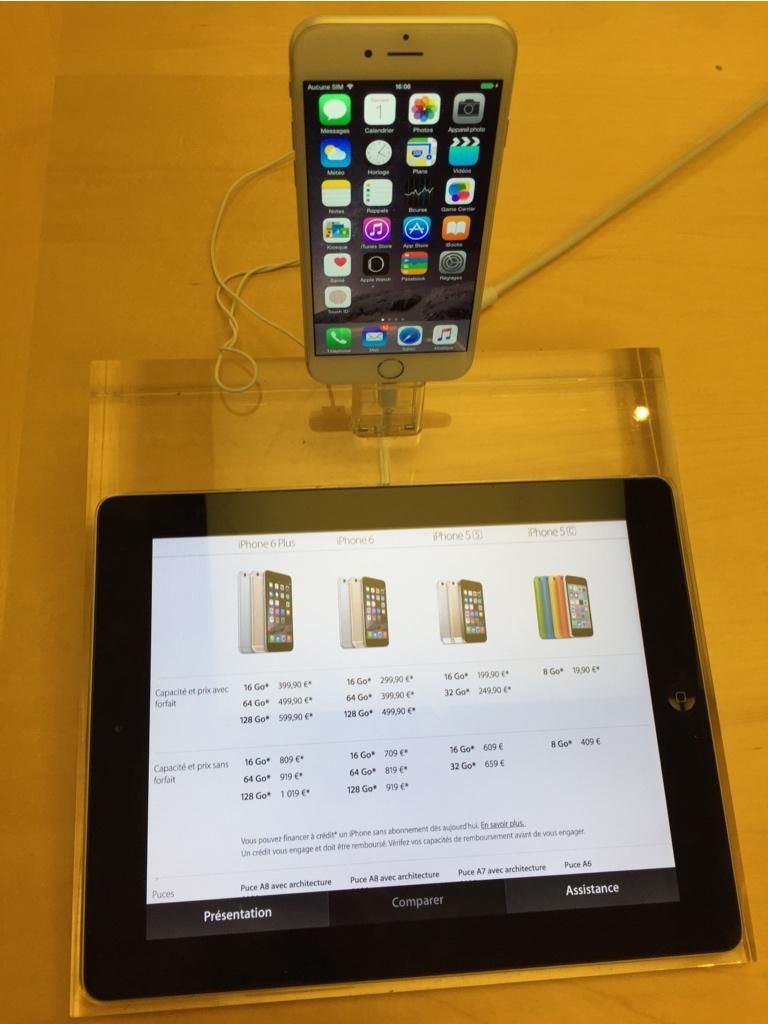 Aucune SIM 16:06
1
Messages Calendrier Photos Appareil photo
Météo Horloge Plans Vidéos
Notes Rappels Bourse Game Center
Kiosque iTunes Store App Store iBooks
Santé Apple Watch Passbook Réglages
Touch ID
Téléphone Mail Safari Musique
iPhone 6 Plus iPhone 6 iPhone 5S iPhone 5C
Capacité et prix avec forfait
16 Go* 399,90 €* 16 Go* 299,90 €* 16 Go* 199,90 €* 8 Go* 19,90 €*
64 Go* 499,90 €* 64 Go* 399,90 €* 32 Go* 249,90 €*
128 Go* 599,90 €* 128 Go* 499,90 €*
Capacité et prix sans forfait
16 Go* 809 €* 16 Go* 709 €* 16 Go* 609 € 8 Go* 409 €
64 Go* 919 €* 64 Go* 819 €* 32 Go* 659 €
128 Go* 1 019 €* 128 Go* 919 €*
Vous pouvez financer à crédit* un iPhone sans abonnement dès aujourd'hui. En savoir plus.
Un crédit vous engage et doit être remboursé. Vérifiez vos capacités de remboursement avant de vous engager.
Puces Puce A8 avec architecture Puce A8 avec architecture Puce A7 avec architecture Puce A6
Présentation Comparer Assistance